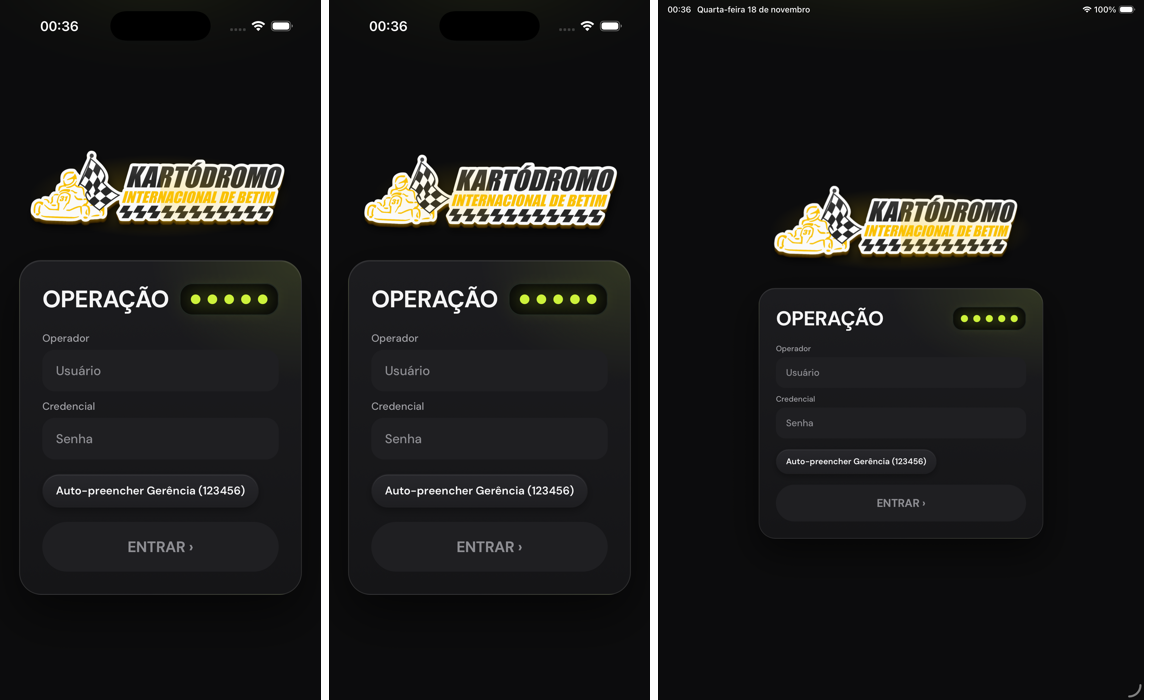 00:36
KARTÓDROMO
INTERNACIONAL DE BETIM
OPERAÇÃO
Operador
Usuário
Credencial
Senha
Auto-preencher Gerência (123456)
ENTRAR ›
00:36
KARTÓDROMO
INTERNACIONAL DE BETIM
OPERAÇÃO
Operador
Usuário
Credencial
Senha
Auto-preencher Gerência (123456)
ENTRAR ›
00:36 Quarta-feira 18 de novembro 100%
KARTÓDROMO
INTERNACIONAL DE BETIM
OPERAÇÃO
Operador
Usuário
Credencial
Senha
Auto-preencher Gerência (123456)
ENTRAR ›